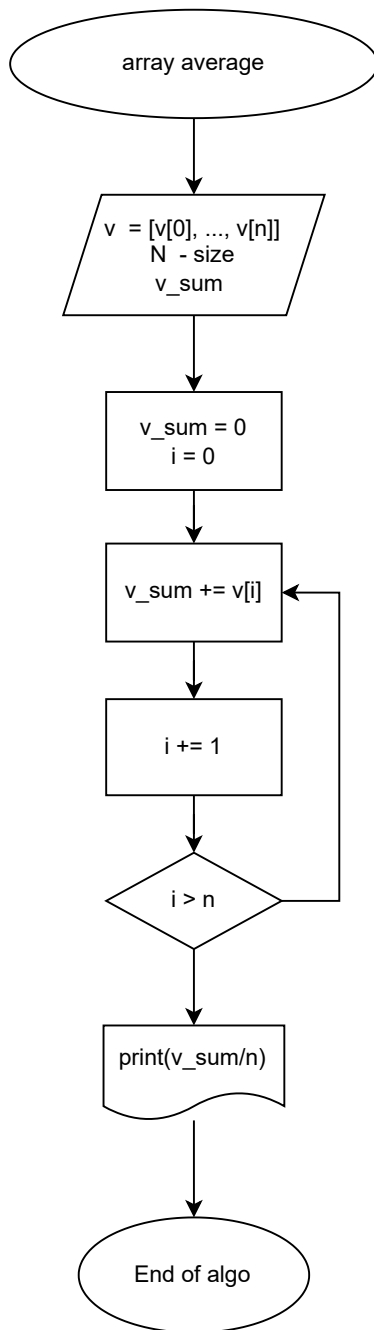 array average
v  = [v[0], ..., v[n]]
N  - size
v_sum
v_sum = 0
i = 0
v_sum += v[i]
i += 1
i > n
print(v_sum/n)
End of algo